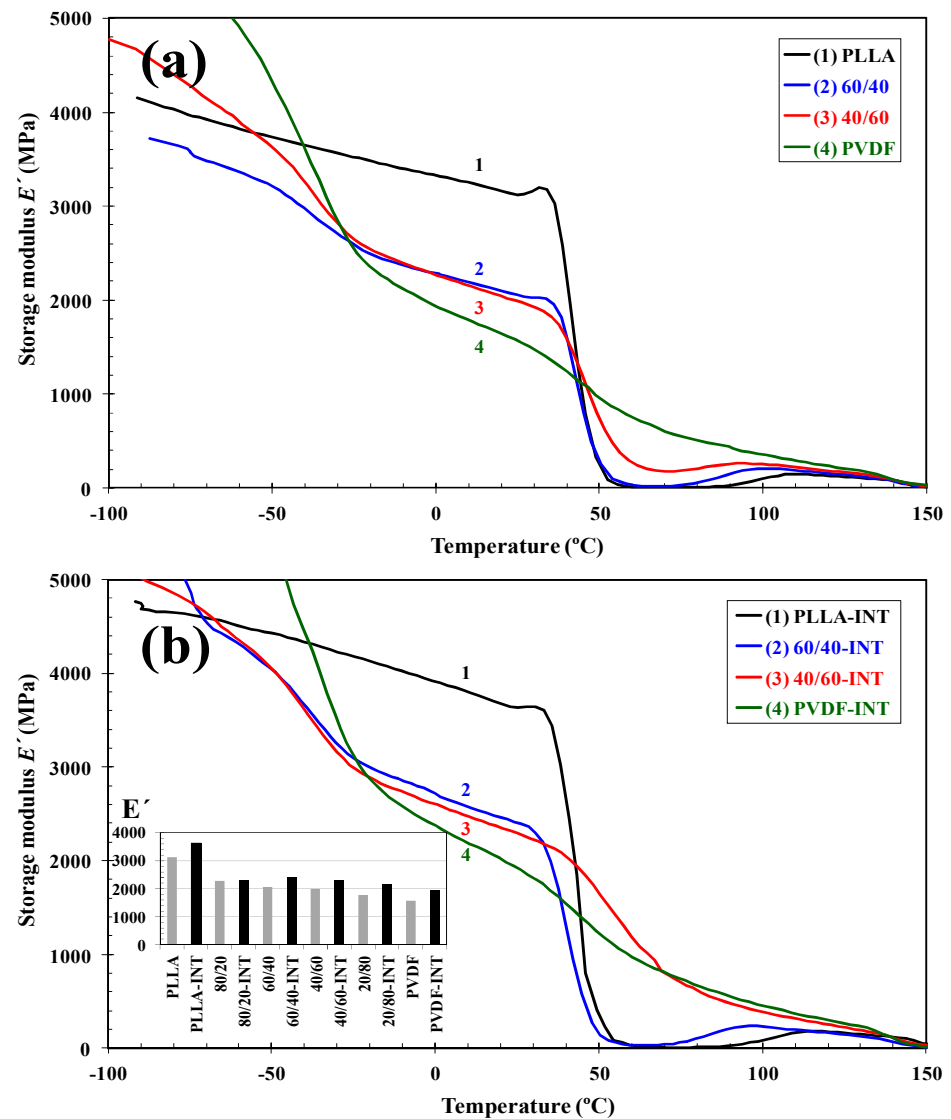 5000
4000
3000
2000
1000
0
Storage modulus E´ (MPa)
(a)
(1) PLLA
(2) 60/40
(3) 40/60
(4) PVDF
1
2
3
4
-100 -50 0 50 100 150
Temperature (ºC)
5000
4000
3000
2000
1000
0
Storage modulus E´ (MPa)
(b)
(1) PLLA-INT
(2) 60/40-INT
(3) 40/60-INT
(4) PVDF-INT
1
2
3
4
E´
4000
3000
2000
1000
0
PLLA
PLLA-INT
80/20
80/20-INT
60/40
60/40-INT
40/60
40/60-INT
20/80
20/80-INT
PVDF
PVDF-INT
-100 -50 0 50 100 150
Temperature (ºC)